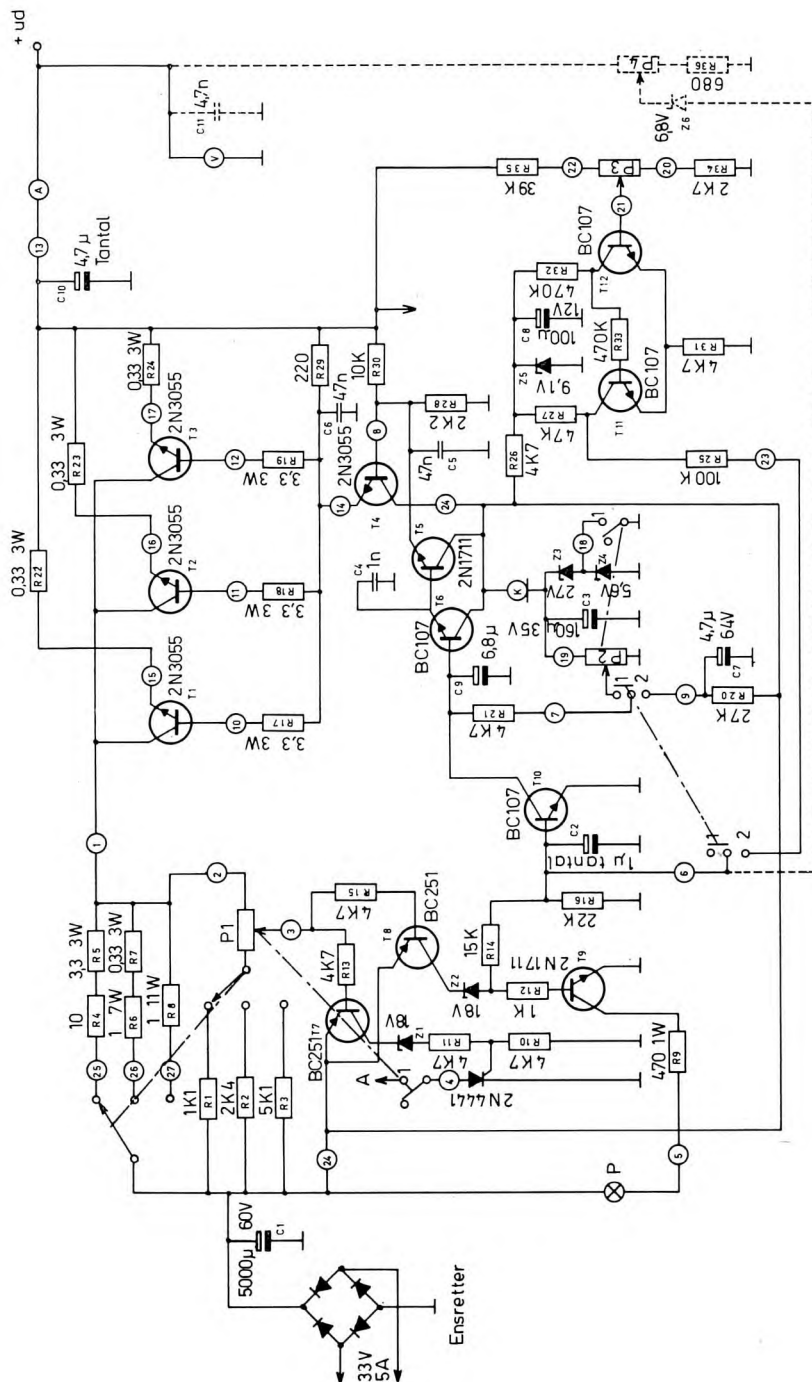 + ud
A
13
4,7 µ
Tantal
C10
V
C11
4,7n
0,33 3W
R22
0,33
3W
R23
0,33 3W
R24
17
16
15
2N3055
T3
2N3055
T2
2N3055
T1
12
11
10
R19
3,3 3W
R18
3,3 3W
R17
3,3 3W
220
R29
C6
47n
10K
R30
2N3055
T4
14
8
24
R28
2K2
47n
C5
T5
2N1711
C4
1n
T6
BC107
C9
6,8µ
R21
4K7
7
T10
BC107
C2
1µ tantal
R35
39K
22
P3
20
R34
2K7
21
BC107
T12
R32
470K
12V
C8
100µ
R33
470K
Z5
9,1V
R27
47K
T11
BC107
R31
4K7
R26
4K7
R25
100K
23
P4
R36
680
6,8V
Z6
K
Z3
27V
Z4
5,6V
18
1
35V
160µ
C3
19
P2
1
2
9
4,7µ
64V
C7
R20
27K
1
2
6
1
2
3
P1
10
R4
3,3 3W
R5
1 7W
R6
0,33 3W
R7
1 11W
R8
25
26
27
R15
4K7
R13
4K7
T8
BC251
BC251
T7
Z2
18V
18V
Z1
R14
15K
R16
22K
R12
1K
T9
2N1711
R11
4K7
R10
4K7
A
1
4
2N4441
470 1W
R9
5
P
1K1
R1
2K4
R2
5K1
R3
24
60V
5000µ
C1
33V
5A
Ensretter